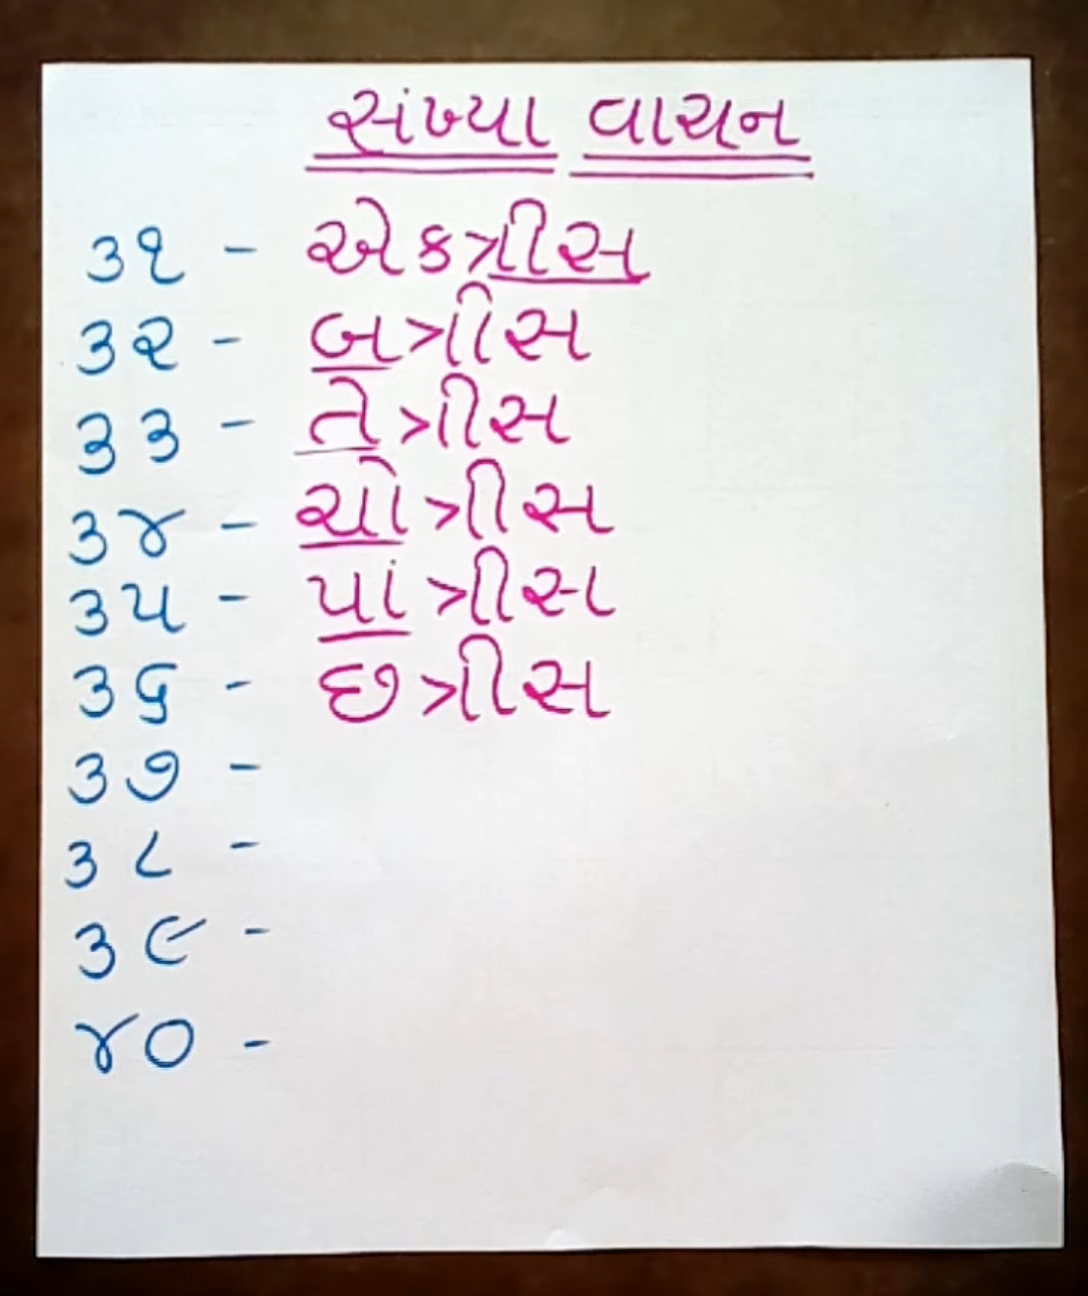 સંખ્યા વાચન
૩૧ - એકત્રીસ
૩૨ - બત્રીસ
૩૩ - તેત્રીસ
૩૪ - ચોત્રીસ
૩૫ - પાંત્રીસ
૩૬ - છત્રીસ
૩૭ -
૩૮ -
૩૯ -
૪૦ -